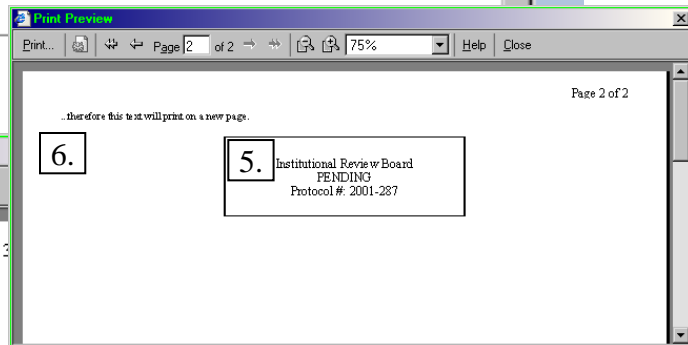 Print Preview
Print... Page 2 of 2 75% Help Close
Page 2 of 2
...therefore this text will print on a new page.
6.
5. Institutional Review Board
PENDING
Protocol #: 2001-287